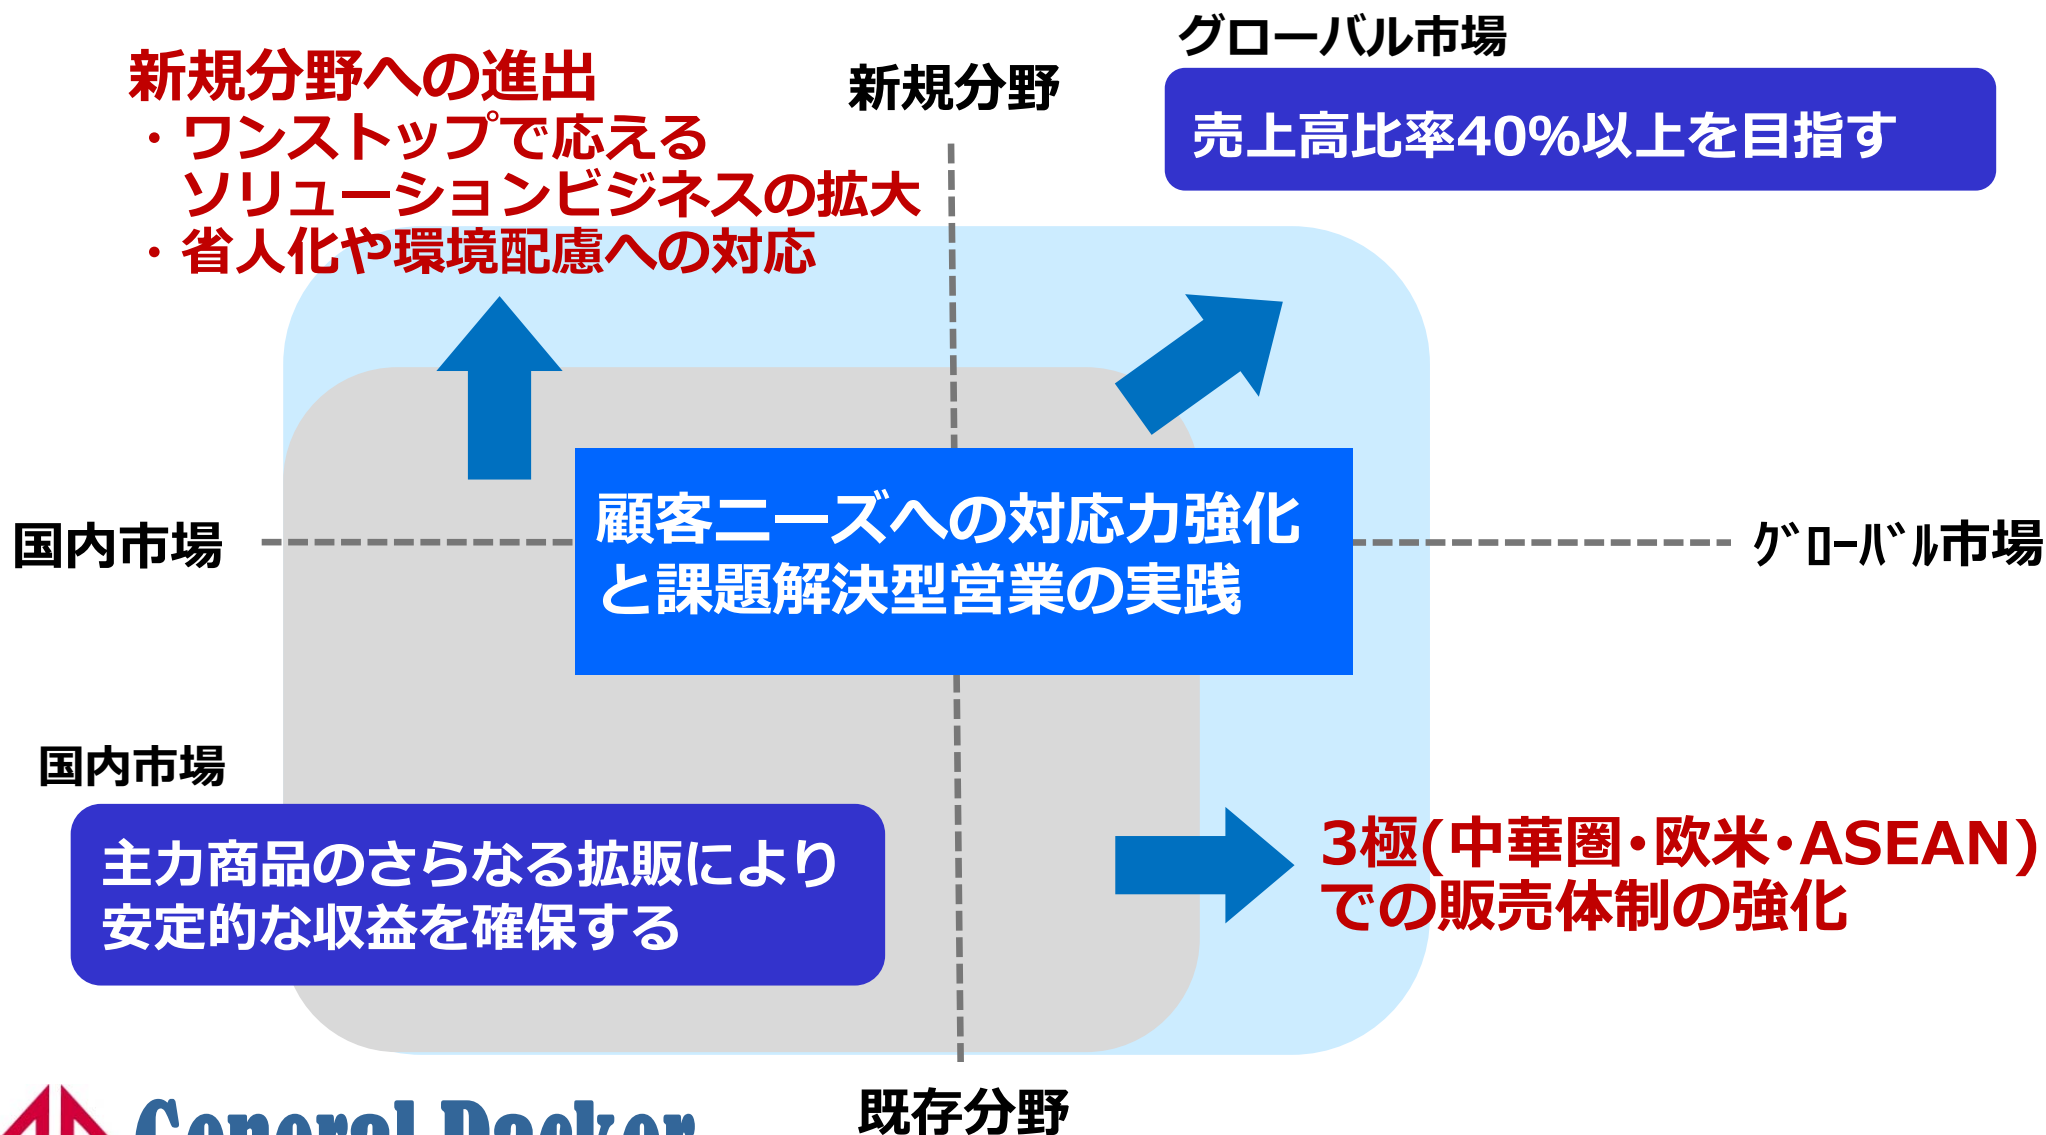 グローバル市場
新規分野への進出
・ワンストップで応える
ソリューションビジネスの拡大
・省人化や環境配慮への対応
新規分野
売上高比率40%以上を目指す
顧客ニーズへの対応力強化
と課題解決型営業の実践
国内市場
ｸﾞﾛｰﾊﾞﾙ市場
国内市場
主力商品のさらなる拡販により
安定的な収益を確保する
3極(中華圏・欧米・ASEAN)
での販売体制の強化
既存分野
General Packer